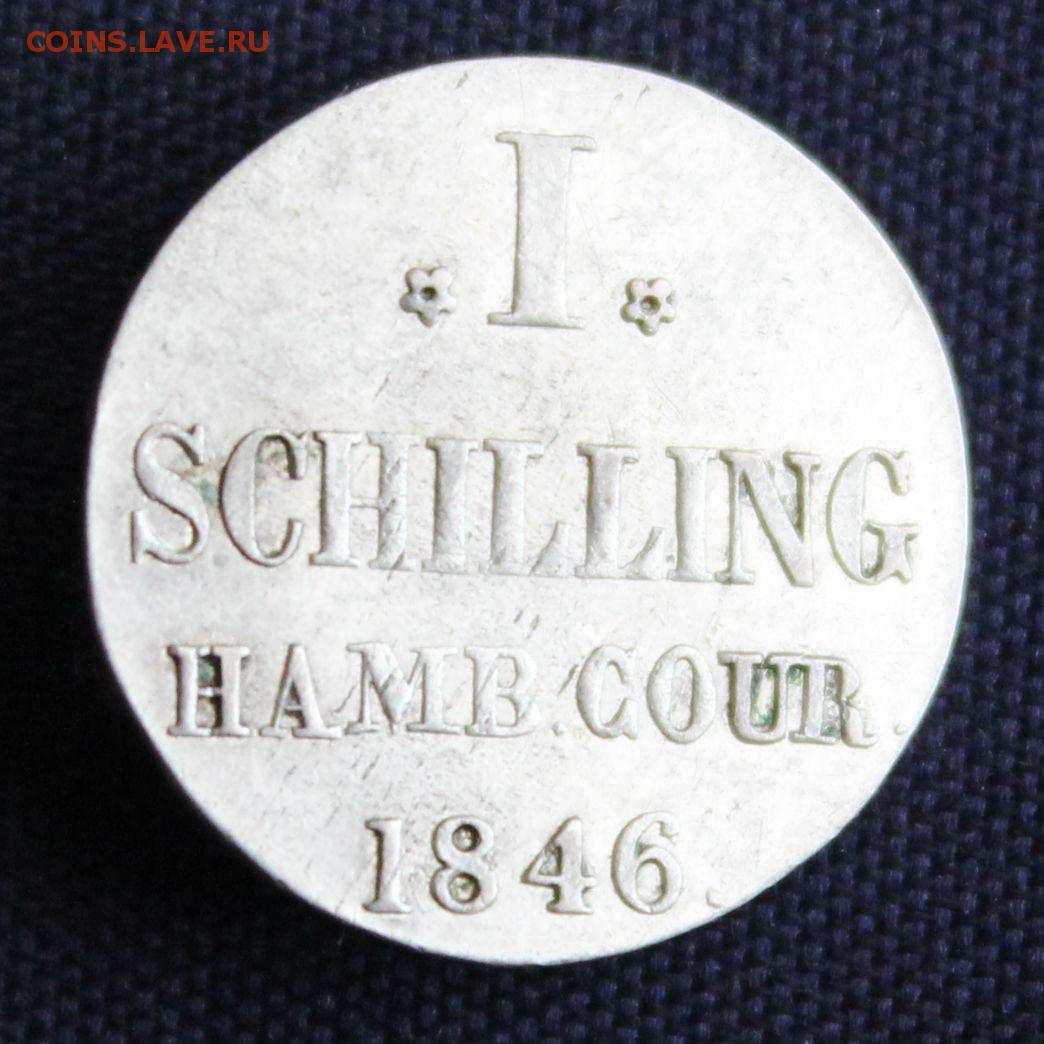 COINS.LAVE.RU
I
SCHILLING
HAMB. COUR.
1846.